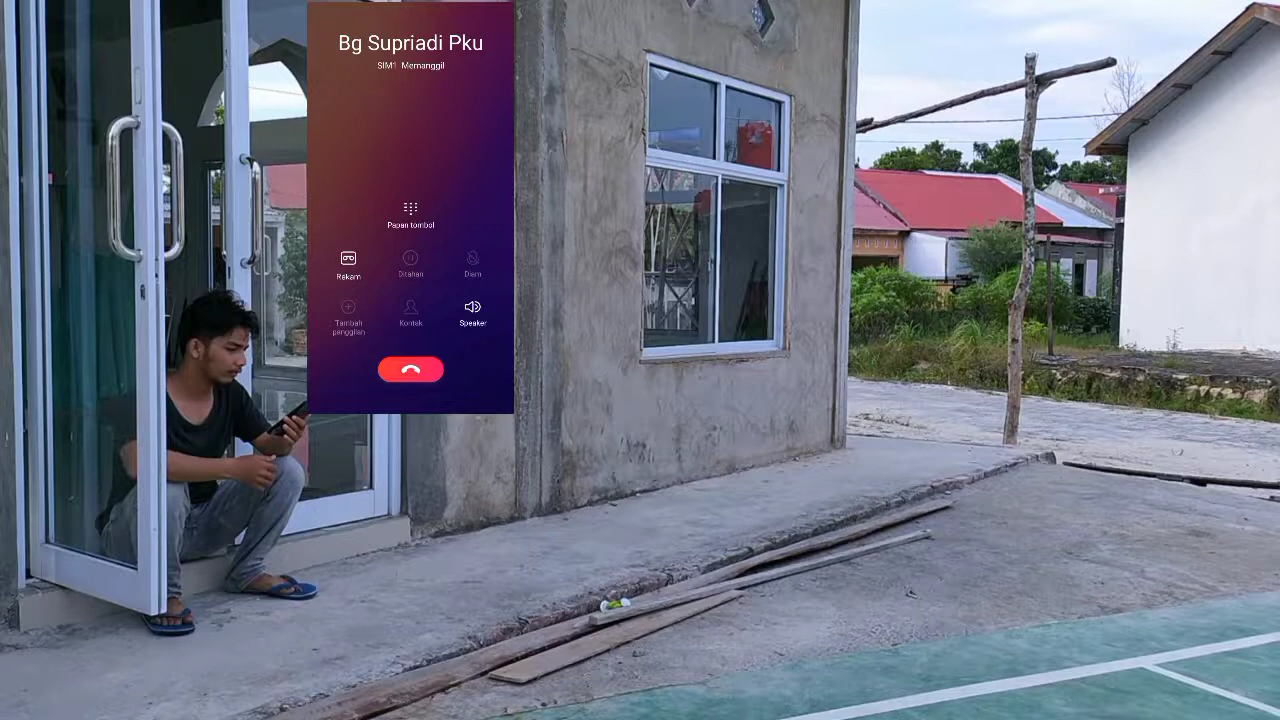 Bg Supriadi Pku
SIM1 Memanggil
Papan tombol
Rekam
Ditahan
Diam
Tambah
panggilan
Kontak
Speaker